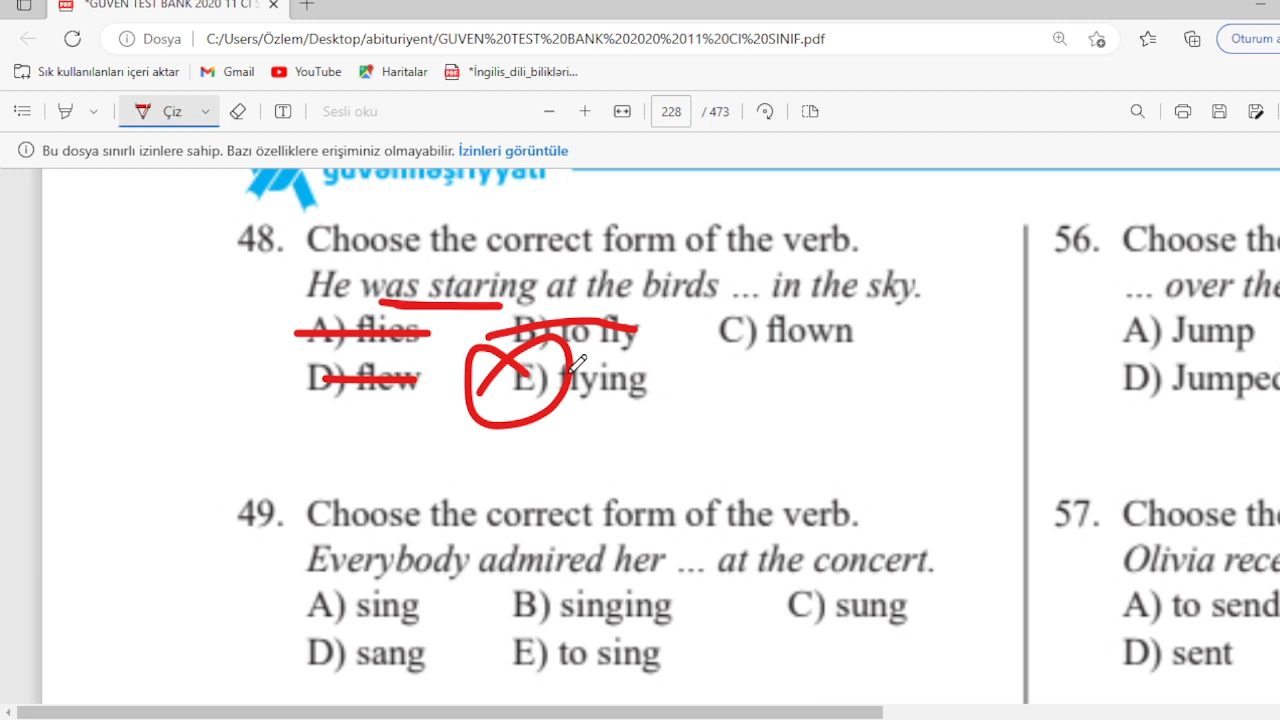 *GÜVEN TEST BANK 2020 11 CI S
Dosya
C:/Users/Özlem/Desktop/abituriyent/GUVEN%20TEST%20BANK%202020%2011%20CI%20SINIF.pdf
Oturum a
Sık kullanılanları içeri aktar
Gmail
YouTube
Haritalar
*İngilis_dili_bilikləri...
Çiz
Sesli oku
228
/ 473
Bu dosya sınırlı izinlere sahip. Bazı özelliklere erişiminiz olmayabilir. İzinleri görüntüle
güvənnəşriyyatı
48. Choose the correct form of the verb.
He was staring at the birds ... in the sky.
A) flies B) to fly C) flown
D) flew E) flying
49. Choose the correct form of the verb.
Everybody admired her ... at the concert.
A) sing B) singing C) sung
D) sang E) to sing
56. Choose the
... over the
A) Jump
D) Jumped
57. Choose the
Olivia rece
A) to send
D) sent